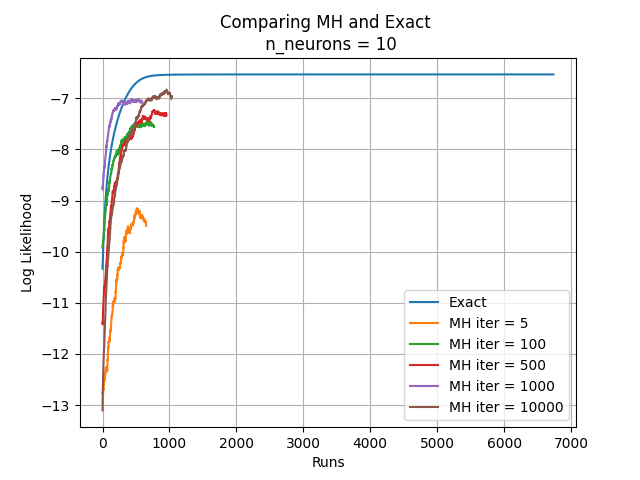 Comparing MH and Exact
n_neurons = 10
Log Likelihood
−7
−8
−9
−10
−11
−12
−13
Exact
MH iter = 5
MH iter = 100
MH iter = 500
MH iter = 1000
MH iter = 10000
0 1000 2000 3000 4000 5000 6000 7000
Runs